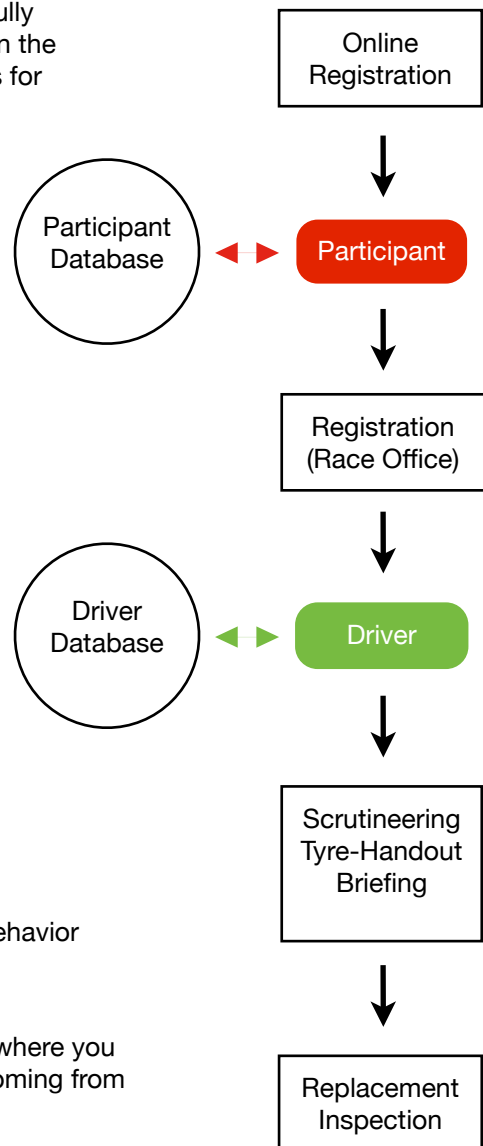 ully
n the
s for
Online
Registration
Participant
Database
Participant
Registration
(Race Office)
Driver
Database
Driver
Scrutineering
Tyre-Handout
Briefing
ehavior
where you
oming from
Replacement
Inspection